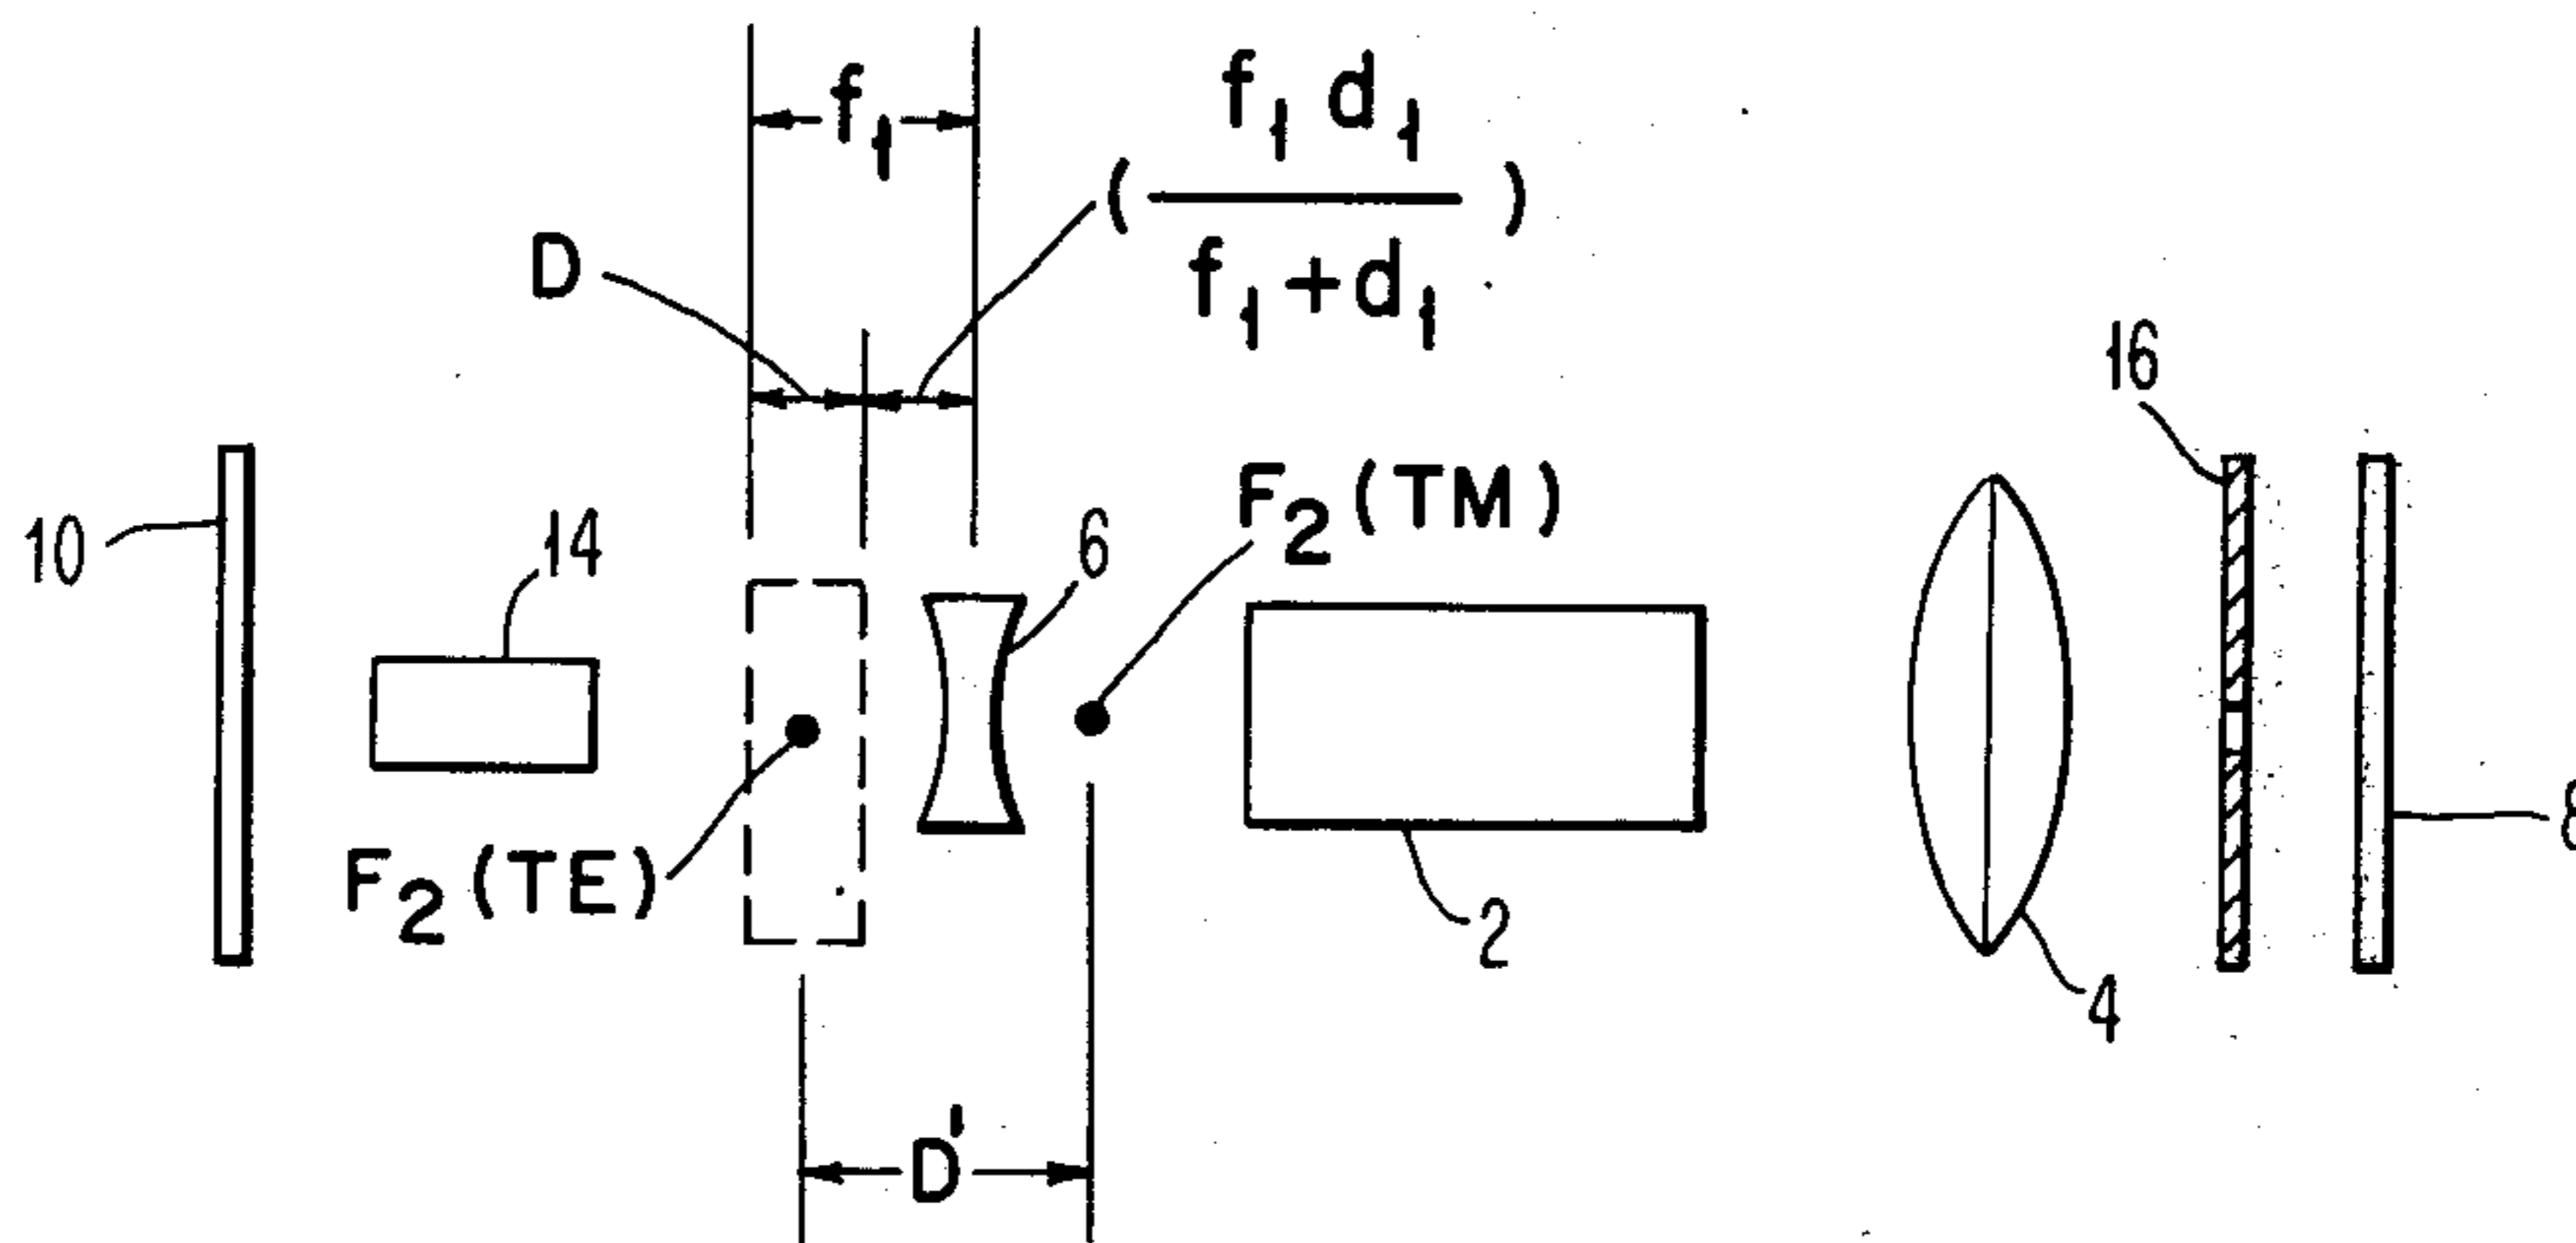 f₁
( f₁ d₁ / f₁ + d₁ )
D
16
F₂ (TM)
10
14
6
F₂ (TE)
2
8
4
D'